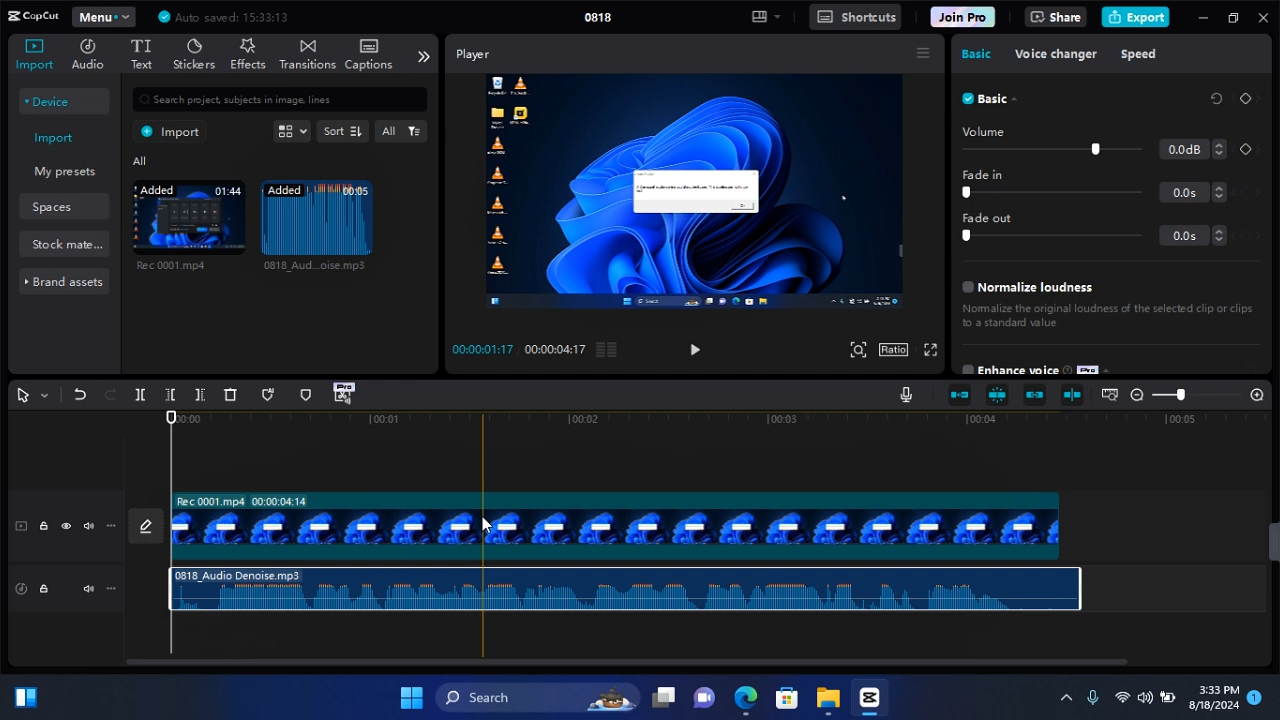 CapCut
Menu
Auto saved: 15:33:13
0818
Shortcuts
Join Pro
Share
Export
Import
Audio
Text
Stickers
Effects
Transitions
Captions
Player
Basic
Voice changer
Speed
Device
Search project, subjects in image, lines
Import
Sort
All
Basic
Import
My presets
All
Volume
0.0dB
Added
01:44
Added
00:05
Fade in
0.0s
Stock mate...
Fade out
0.0s
Rec 0001.mp4
0818_Aud...oise.mp3
Brand assets
Normalize loudness
Normalize the original loudness of the selected clip or clips
to a standard value
00:00:01:17
00:00:04:17
Ratio
Enhance voice
Pro
Pro
00:00
00:01
00:02
00:03
00:04
00:05
Rec 0001.mp4 00:00:04:14
0818_Audio Denoise.mp3
Search
3:33 PM
8/18/2024
1